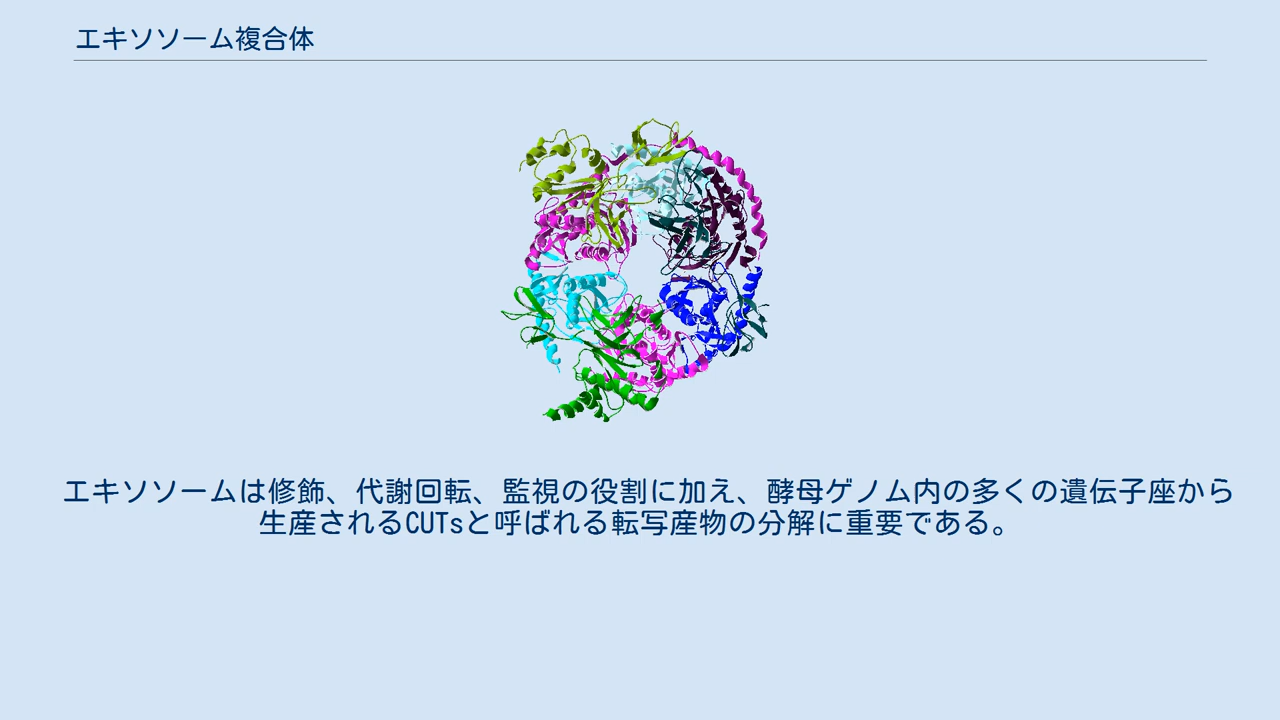 エキソソーム複合体
エキソソームは修飾、代謝回転、監視の役割に加え、酵母ゲノム内の多くの遺伝子座から
生産されるCUTsと呼ばれる転写産物の分解に重要である。